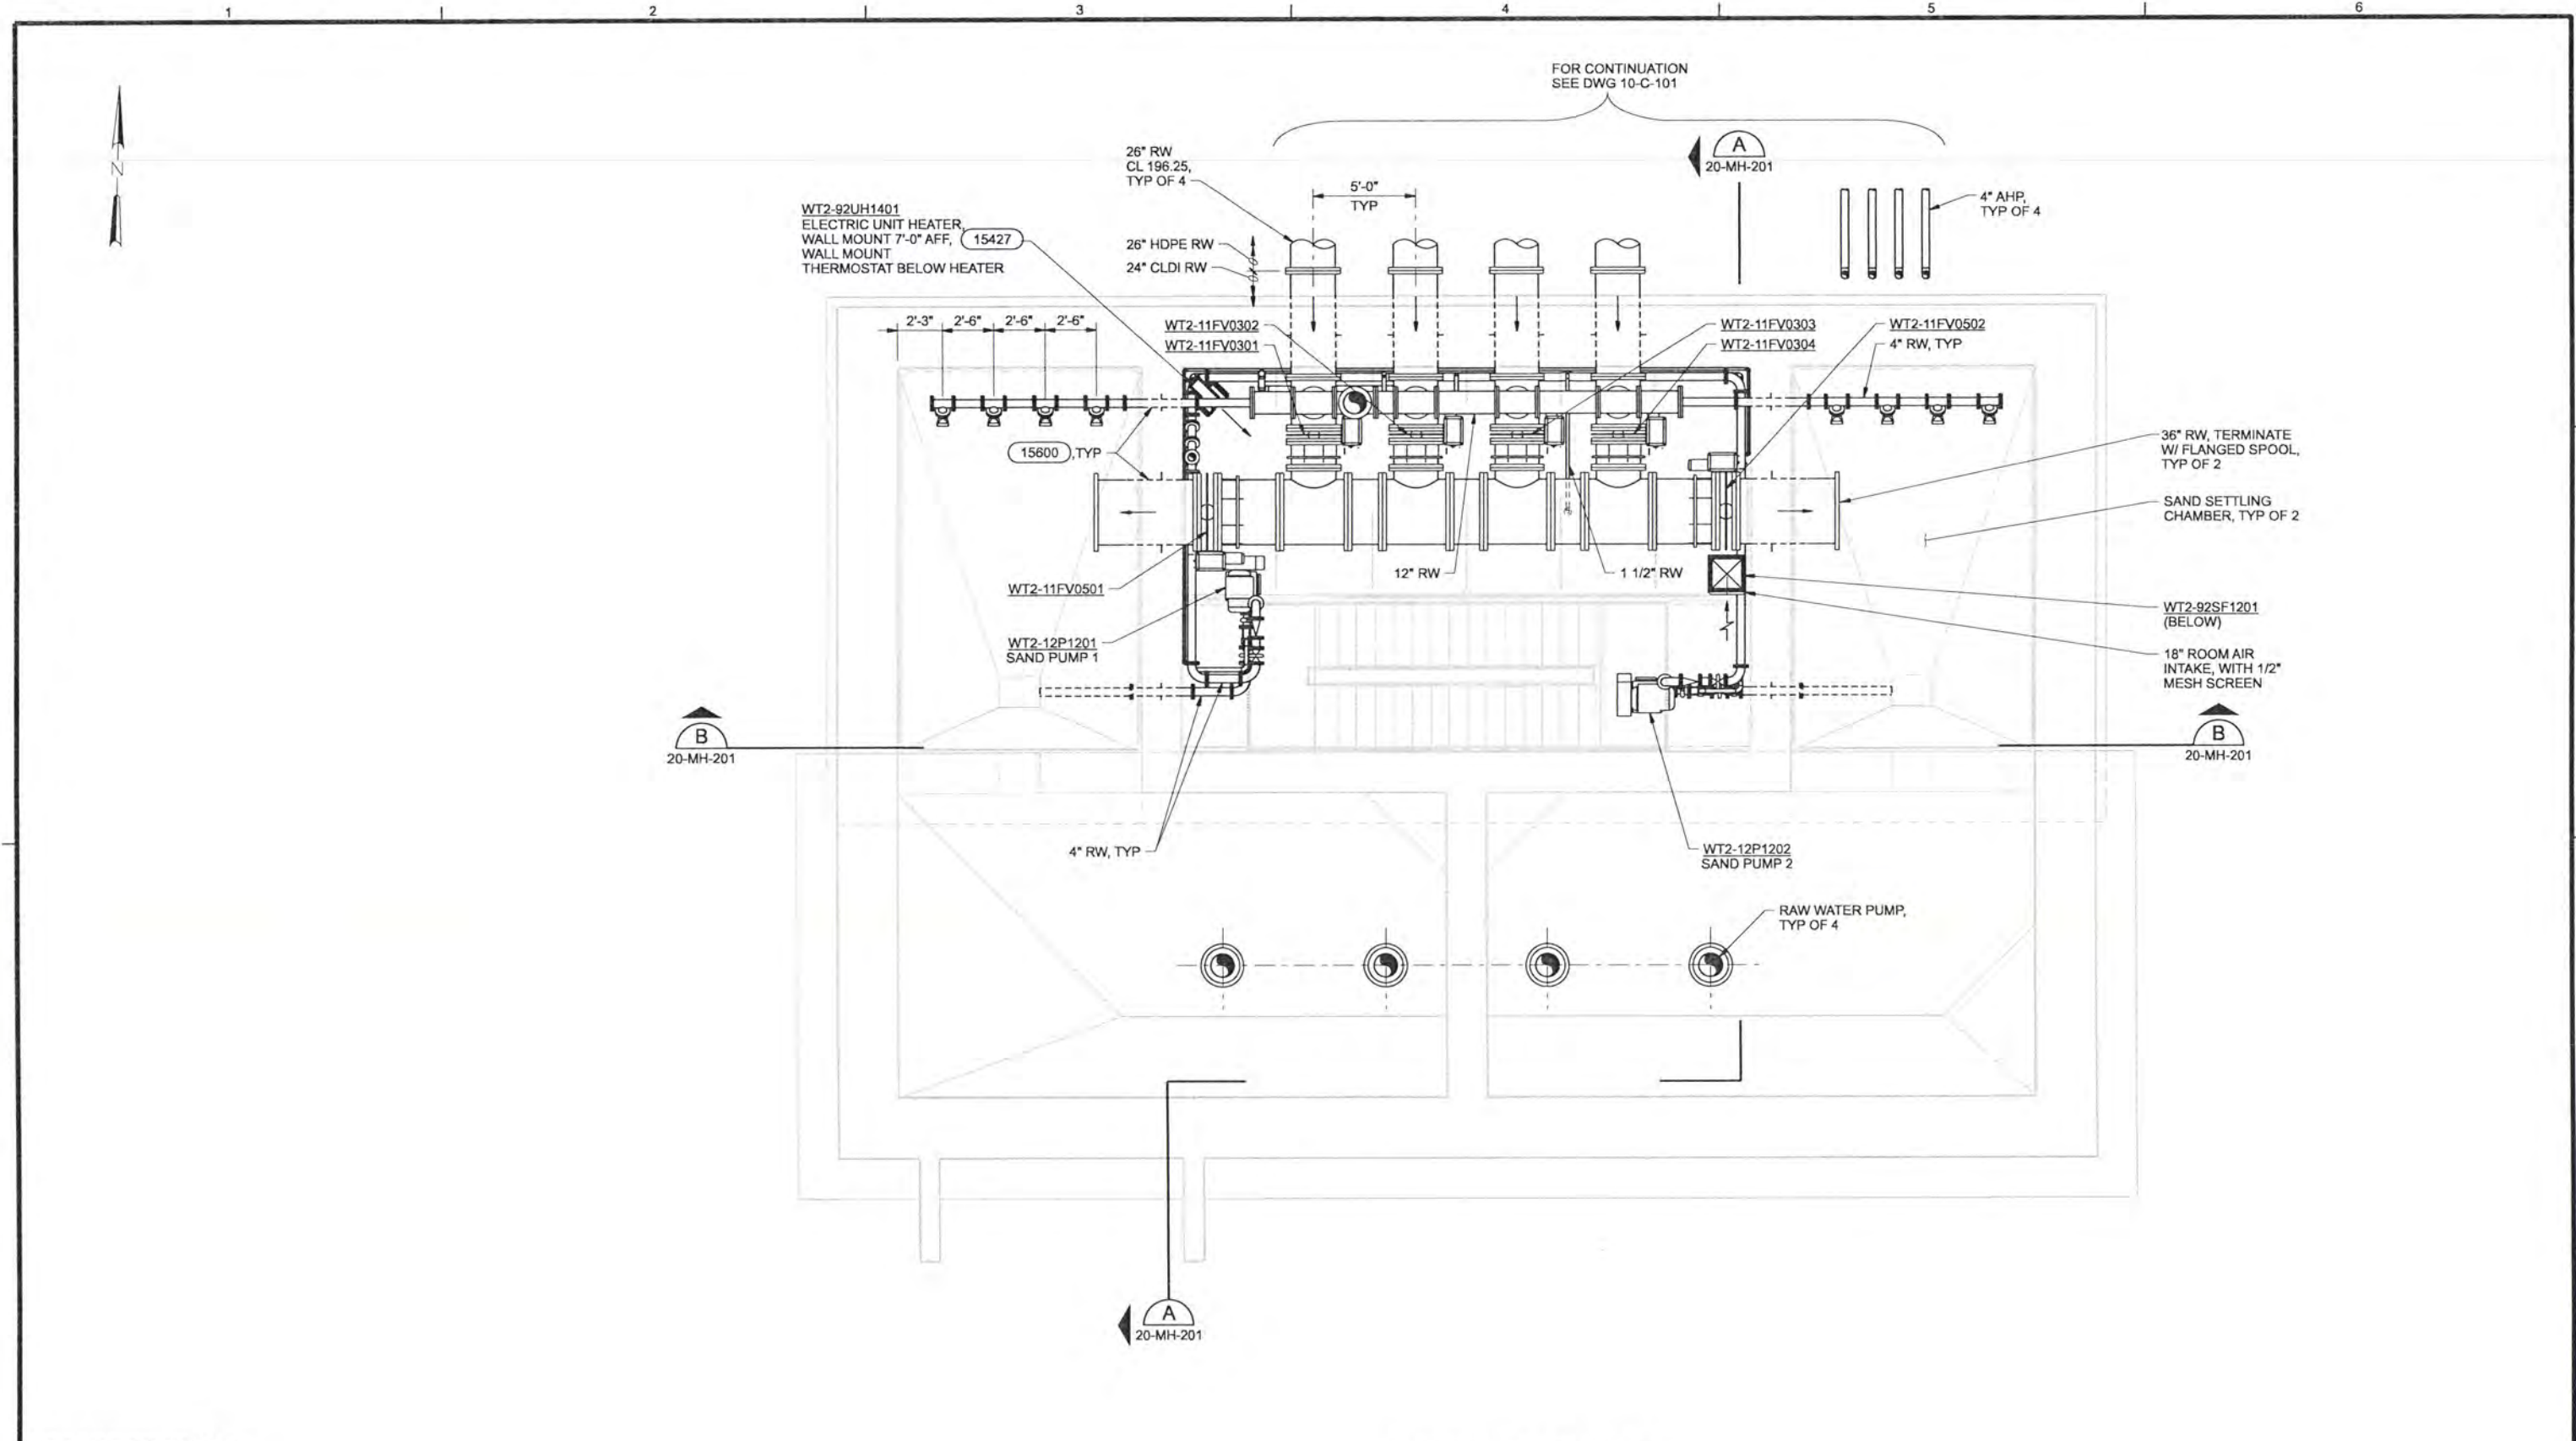 1
2
3
4
5
6
FOR CONTINUATION
SEE DWG 10-C-101
N
26" RW
CL 196.25,
TYP OF 4
A
20-MH-201
5'-0"
TYP
4" AHP,
TYP OF 4
WT2-92UH1401
ELECTRIC UNIT HEATER,
WALL MOUNT 7'-0" AFF,
WALL MOUNT
THERMOSTAT BELOW HEATER
15427
26" HDPE RW
24" CLDI RW
2'-3"
2'-6"
2'-6"
2'-6"
WT2-11FV0302
WT2-11FV0301
WT2-11FV0303
WT2-11FV0304
WT2-11FV0502
4" RW, TYP
15600
,TYP
36" RW, TERMINATE
W/ FLANGED SPOOL,
TYP OF 2
SAND SETTLING
CHAMBER, TYP OF 2
12" RW
1 1/2" RW
WT2-11FV0501
WT2-12P1201
SAND PUMP 1
WT2-92SF1201
(BELOW)
18" ROOM AIR
INTAKE, WITH 1/2"
MESH SCREEN
B
20-MH-201
B
20-MH-201
4" RW, TYP
WT2-12P1202
SAND PUMP 2
RAW WATER PUMP,
TYP OF 4
A
20-MH-201